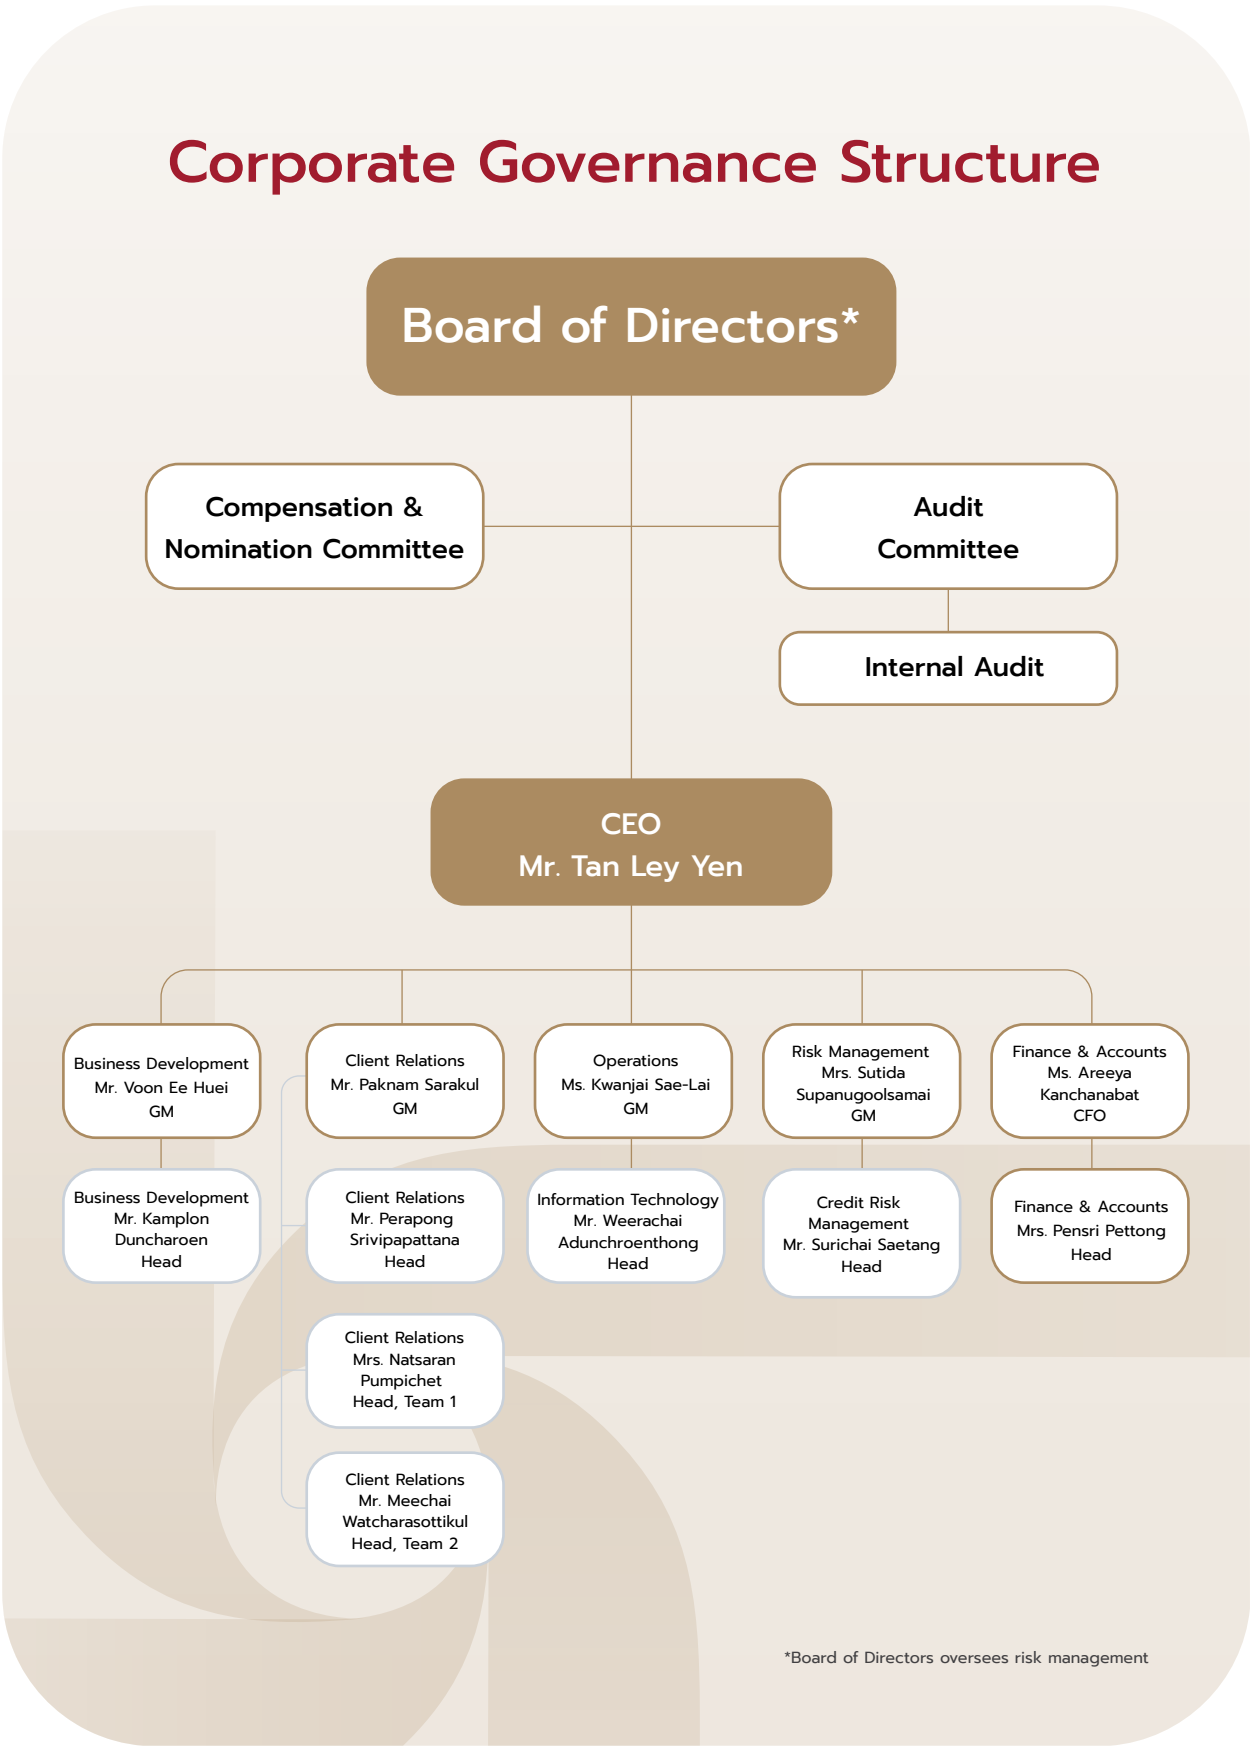 Corporate Governance Structure
Board of Directors*
Compensation &
Nomination Committee
Audit
Committee
Internal Audit
CEO
Mr. Tan Ley Yen
Business Development
Mr. Voon Ee Huei
GM
Client Relations
Mr. Paknam Sarakul
GM
Operations
Ms. Kwanjai Sae-Lai
GM
Risk Management
Mrs. Sutida
Supanugoolsamai
GM
Finance & Accounts
Ms. Areeya
Kanchanabat
CFO
Business Development
Mr. Kamplon
Duncharoen
Head
Client Relations
Mr. Perapong
Srivipapattana
Head
Information Technology
Mr. Weerachai
Adunchroenthong
Head
Credit Risk
Management
Mr. Surichai Saetang
Head
Finance & Accounts
Mrs. Pensri Pettong
Head
Client Relations
Mrs. Natsaran
Pumpichet
Head, Team 1
Client Relations
Mr. Meechai
Watcharasottikul
Head, Team 2
*Board of Directors oversees risk management